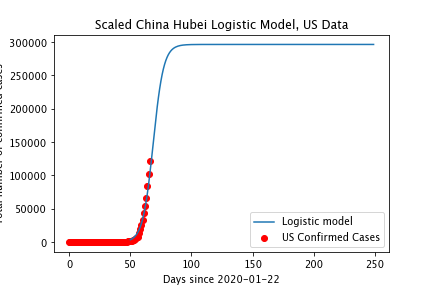 Scaled China Hubei Logistic Model, US Data
300000
250000
200000
150000
100000
50000
0
number of confirmed cases
0 50 100 150 200 250
Days since 2020-01-22
Logistic model
US Confirmed Cases